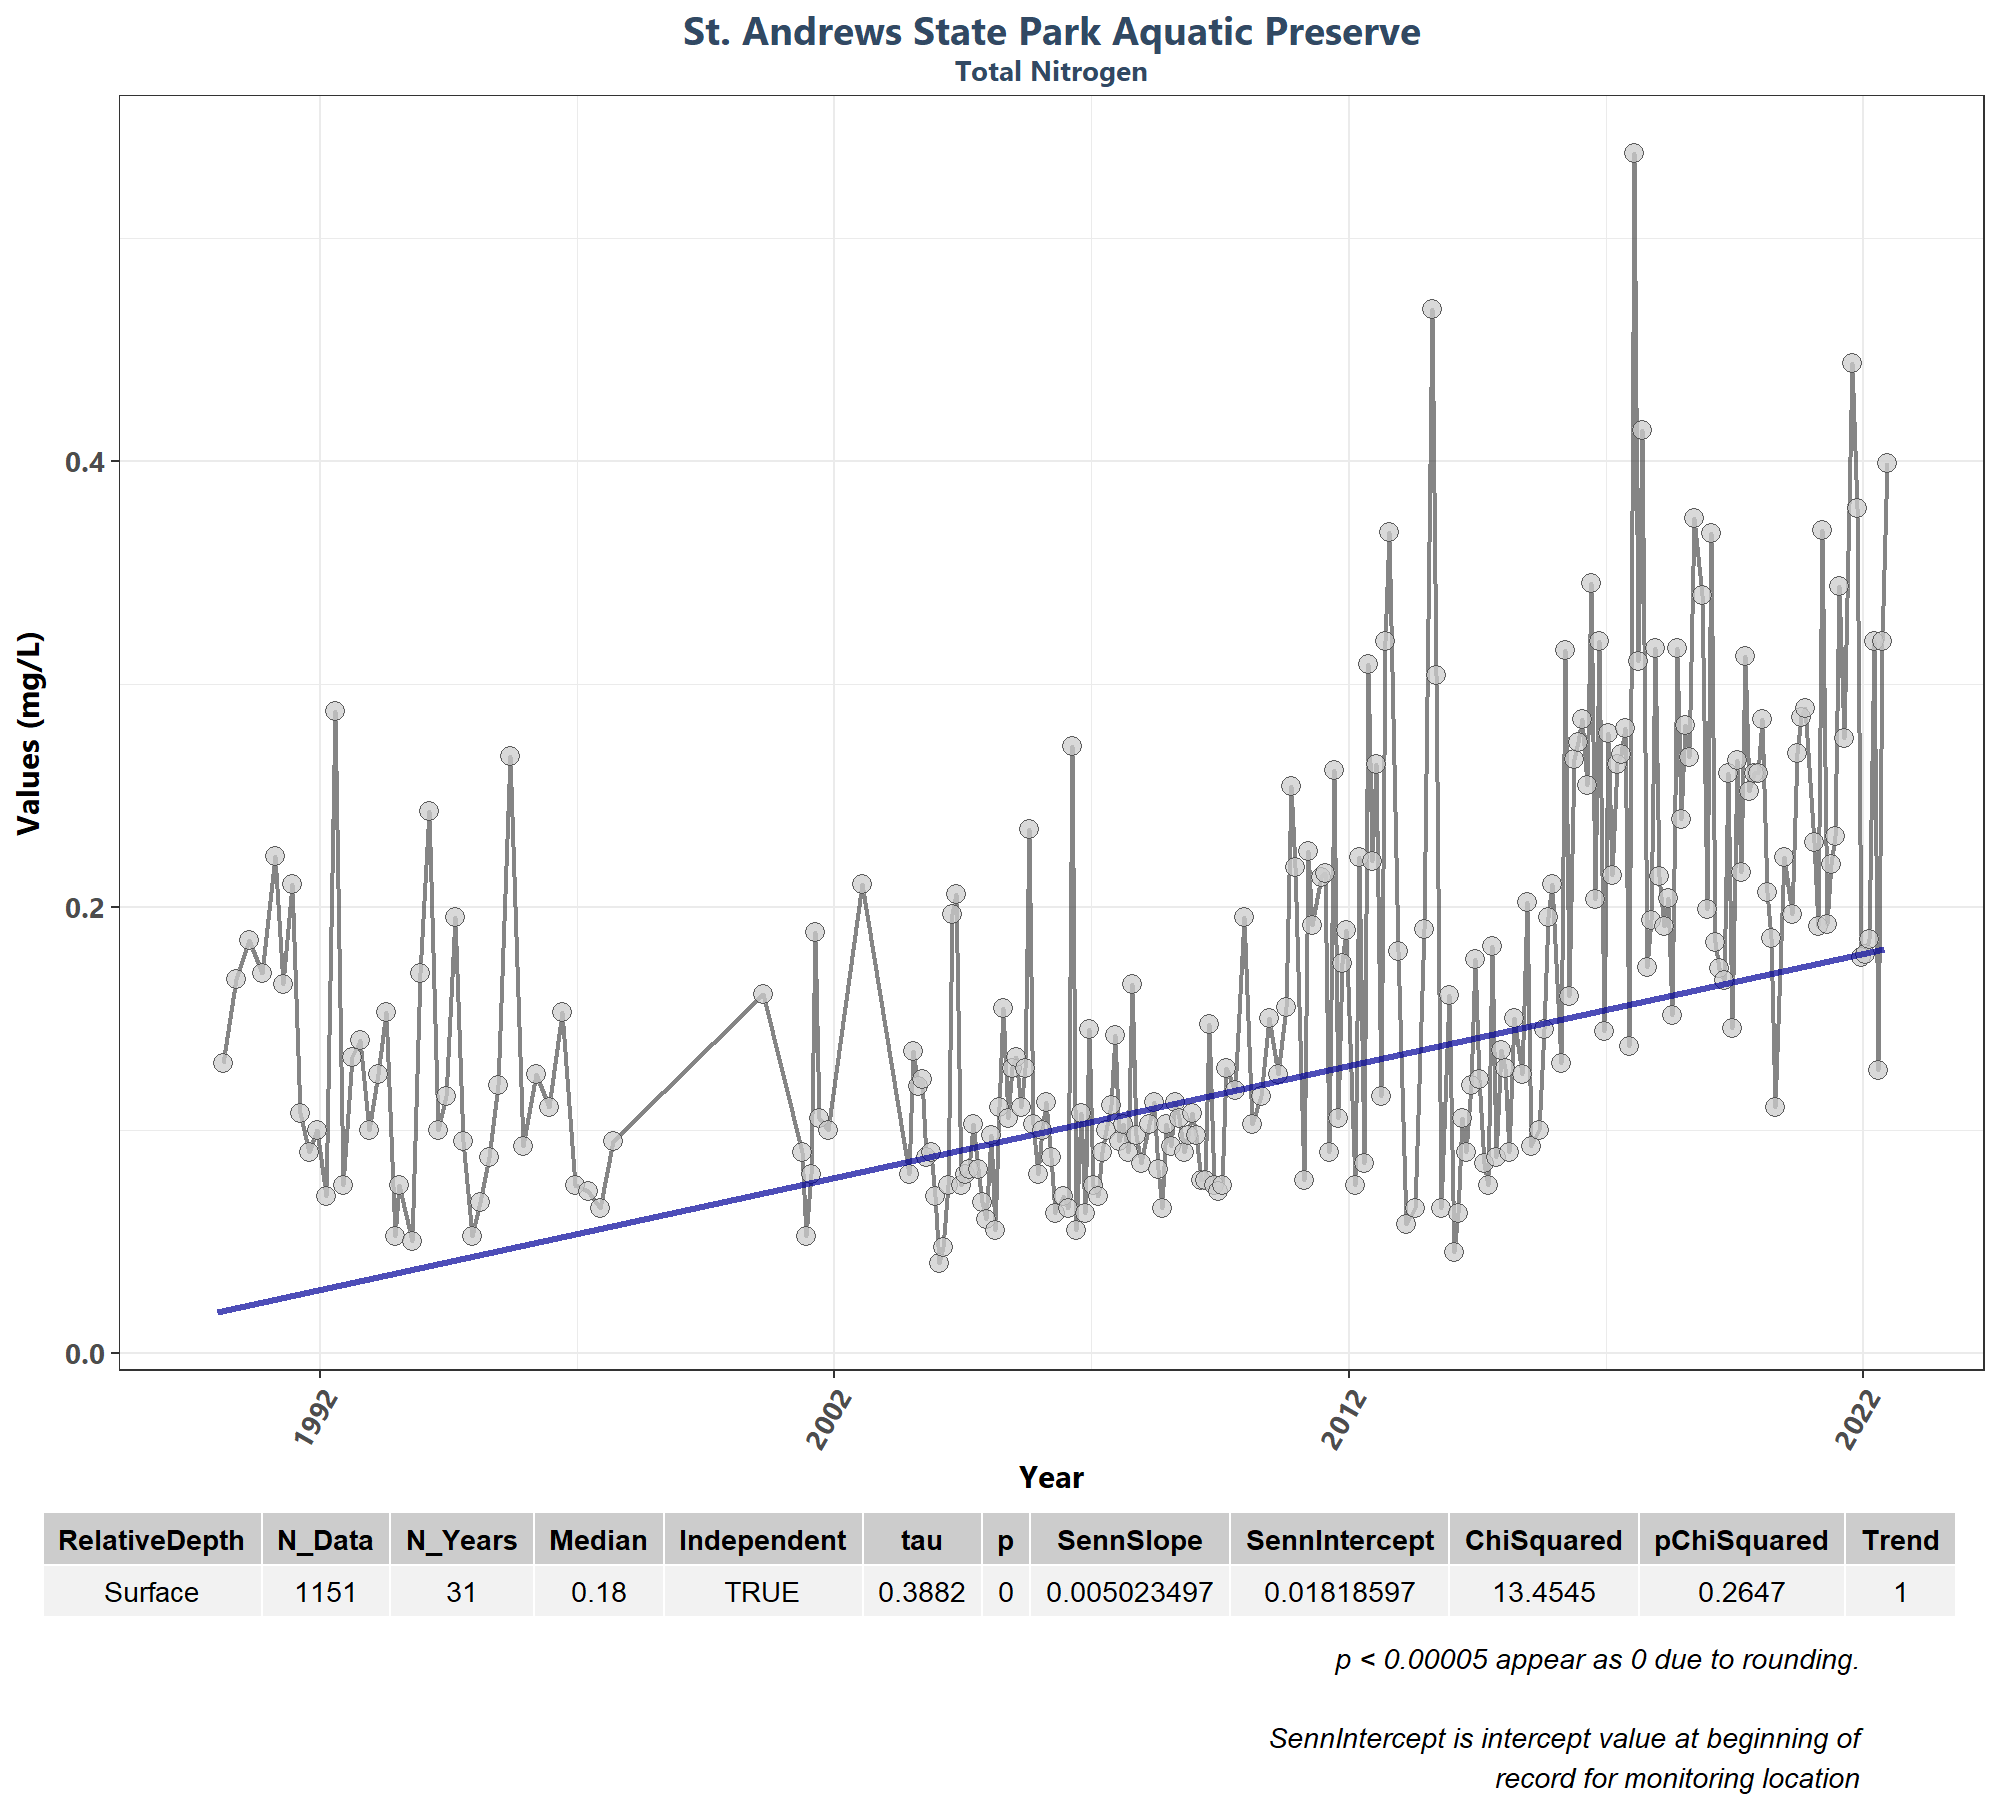 St. Andrews State Park Aquatic Preserve
Total Nitrogen
Values (mg/L)
0.4
0.2
0.0
1992
2002
2012
2022
Year
RelativeDepth N_Data N_Years Median Independent tau p SennSlope SennIntercept ChiSquared pChiSquared Trend
Surface 1151 31 0.18 TRUE 0.3882 0 0.005023497 0.01818597 13.4545 0.2647 1
p < 0.00005 appear as 0 due to rounding.
SennIntercept is intercept value at beginning of
record for monitoring location